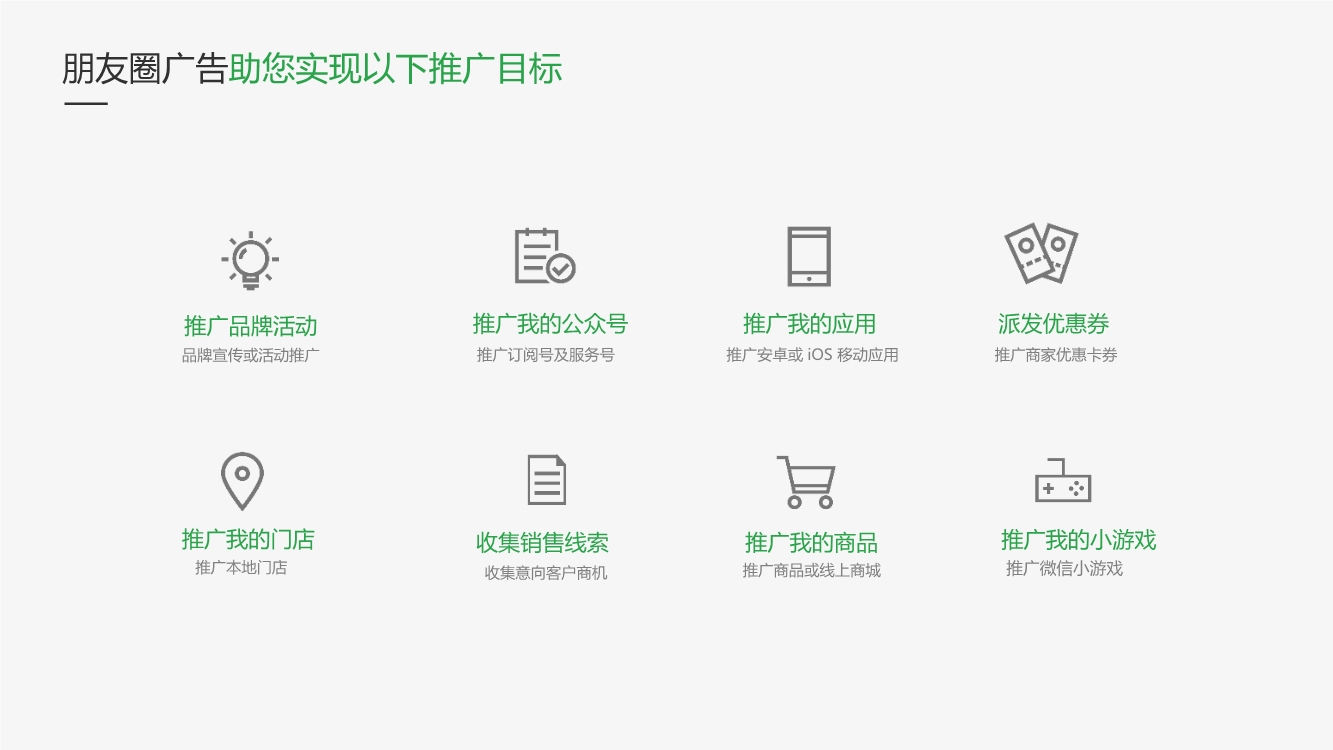 朋友圈广告助您实现以下推广目标
推广品牌活动
品牌宣传或活动推广
推广我的公众号
推广订阅号及服务号
推广我的应用
推广安卓或 iOS 移动应用
派发优惠券
推广商家优惠卡券
推广我的门店
推广本地门店
收集销售线索
收集意向客户商机
推广我的商品
推广商品或线上商城
推广我的小游戏
推广微信小游戏